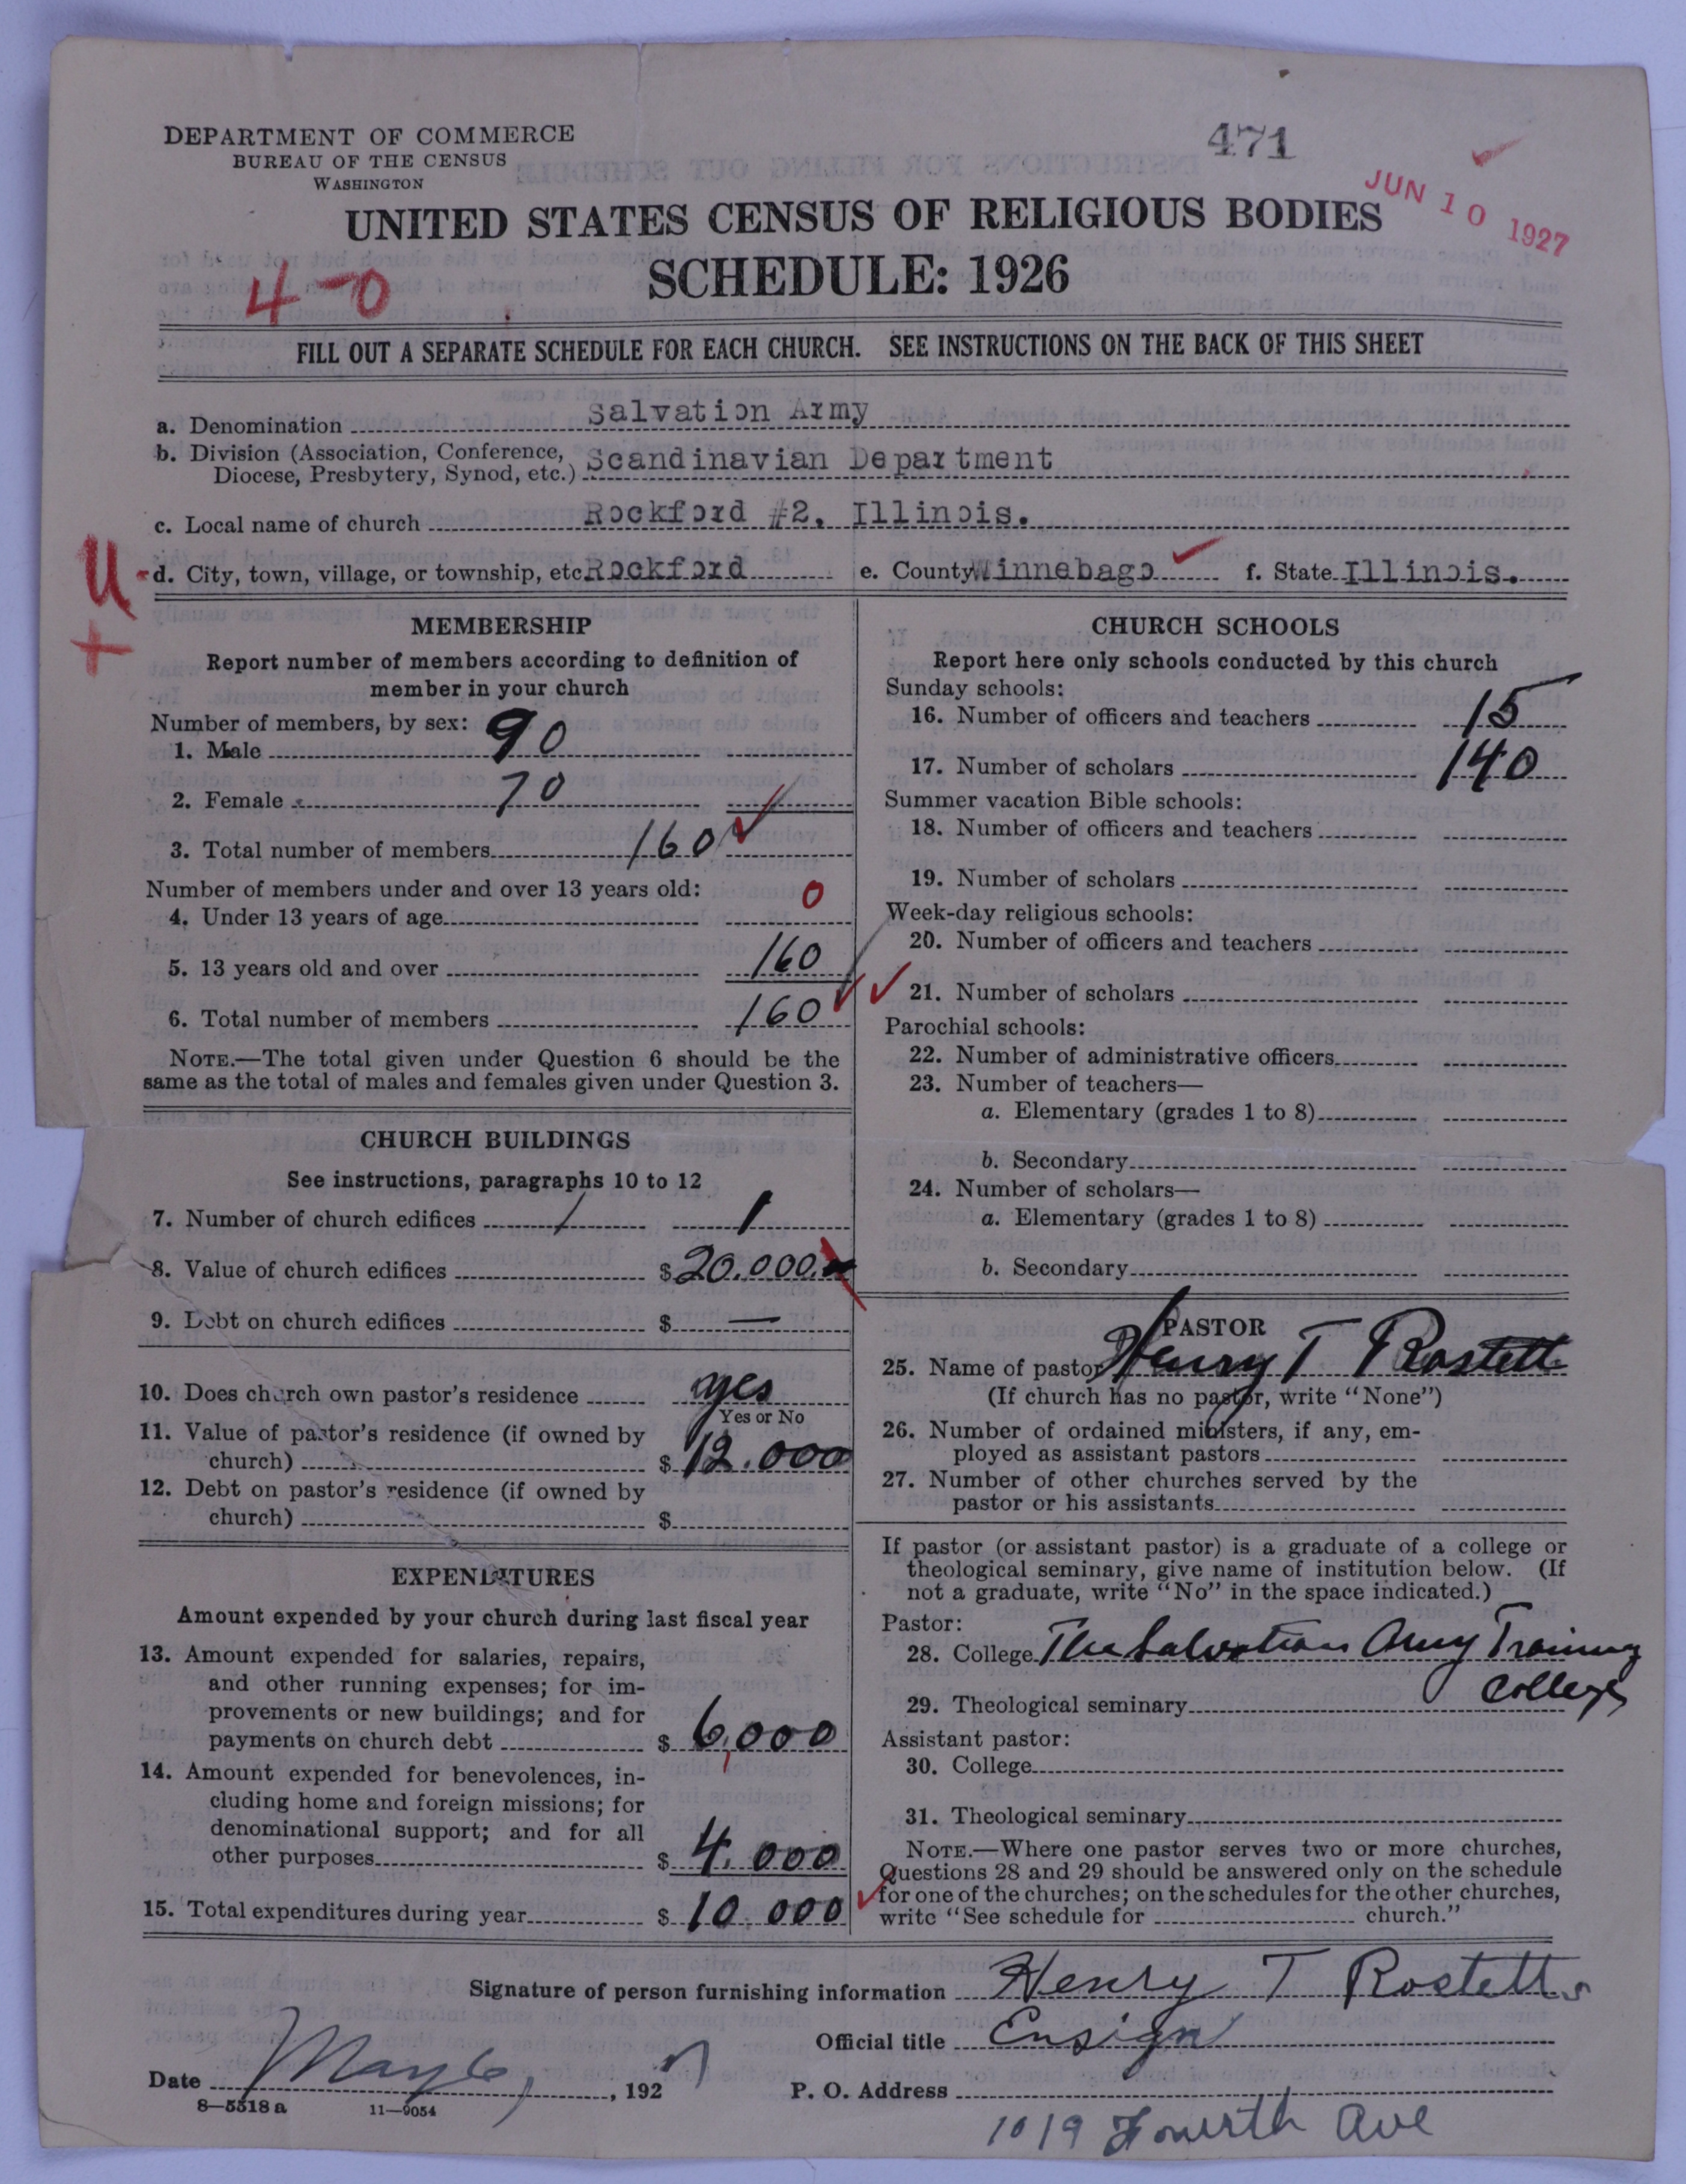 DEPARTMENT OF COMMERCE
BUREAU OF THE CENSUS
WASHINGTON
471
JUN 10 1927
UNITED STATES CENSUS OF RELIGIOUS BODIES
SCHEDULE: 1926
4-0
FILL OUT A SEPARATE SCHEDULE FOR EACH CHURCH. SEE INSTRUCTIONS ON THE BACK OF THIS SHEET
a. Denomination Salvation Army
b. Division (Association, Conference,
Diocese, Presbytery, Synod, etc.) Scandinavian Department
c. Local name of church Rockford #2, Illinois.
U + d. City, town, village, or township, etc. Rockford e. County Winnebago f. State Illinois.
MEMBERSHIP
Report number of members according to definition of
member in your church
Number of members, by sex:
1. Male 90
2. Female 70
3. Total number of members 160
Number of members under and over 13 years old:
4. Under 13 years of age 0
5. 13 years old and over 160
6. Total number of members 160
NOTE.—The total given under Question 6 should be the
same as the total of males and females given under Question 3.
CHURCH BUILDINGS
See instructions, paragraphs 10 to 12
7. Number of church edifices / 1
8. Value of church edifices $ 20.000
9. Debt on church edifices $ —
10. Does church own pastor's residence yes
Yes or No
11. Value of pastor's residence (if owned by
church) $ 12.000
12. Debt on pastor's residence (if owned by
church) $
EXPENDITURES
Amount expended by your church during last fiscal year
13. Amount expended for salaries, repairs,
and other running expenses; for im-
provements or new buildings; and for
payments on church debt $ 6,000
14. Amount expended for benevolences, in-
cluding home and foreign missions; for
denominational support; and for all
other purposes $ 4.000
15. Total expenditures during year $ 10.000
CHURCH SCHOOLS
Report here only schools conducted by this church
Sunday schools:
16. Number of officers and teachers 15
17. Number of scholars 140
Summer vacation Bible schools:
18. Number of officers and teachers
19. Number of scholars
Week-day religious schools:
20. Number of officers and teachers
21. Number of scholars
Parochial schools:
22. Number of administrative officers
23. Number of teachers—
a. Elementary (grades 1 to 8)
b. Secondary
24. Number of scholars—
a. Elementary (grades 1 to 8)
b. Secondary
PASTOR
25. Name of pastor Henry T Rostett
(If church has no pastor, write "None")
26. Number of ordained ministers, if any, em-
ployed as assistant pastors
27. Number of other churches served by the
pastor or his assistants
If pastor (or assistant pastor) is a graduate of a college or
theological seminary, give name of institution below. (If
not a graduate, write "No" in the space indicated.)
Pastor:
28. College The Salvation Army Training
College
29. Theological seminary
Assistant pastor:
30. College
31. Theological seminary
NOTE.—Where one pastor serves two or more churches,
Questions 28 and 29 should be answered only on the schedule
for one of the churches; on the schedules for the other churches,
write "See schedule for church."
Signature of person furnishing information Henry T Rostett
Official title Ensign
Date May 6, 1927 P. O. Address
8—5518 a 11—9054
1019 Fourth Ave